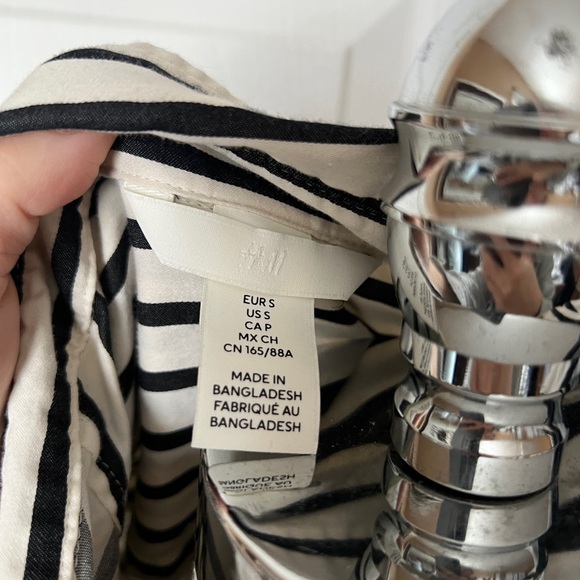 H&M
EUR S
US S
CA P
MX CH
CN 165/88A
MADE IN
BANGLADESH
FABRIQUÉ AU
BANGLADESH